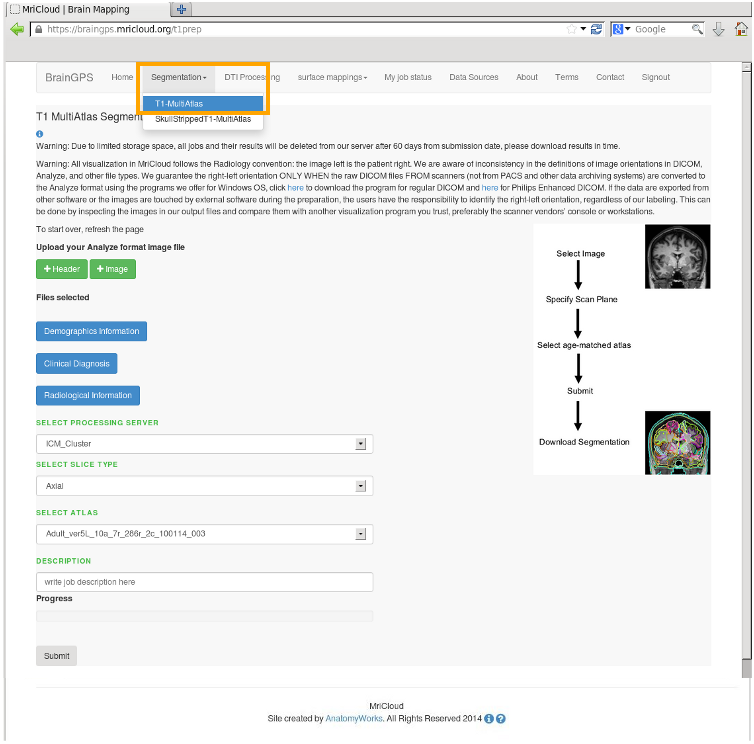 MriCloud | Brain Mapping
https://braingps.mricloud.org/t1prep
Google
BrainGPS Home Segmentation DTI Processing surface mappings My job status Data Sources About Terms Contact Signout
T1-MultiAtlas
SkullStrippedT1-MultiAtlas
T1 MultiAtlas Segment
Warning: Due to limited storage space, all jobs and their results will be deleted from our server after 60 days from submission date, please download results in time.
Warning: All visualization in MriCloud follows the Radiology convention: the image left is the patient right. We are aware of inconsistency in the definitions of image orientations in DICOM,
Analyze, and other file types. We guarantee the right-left orientation ONLY WHEN the raw DICOM files FROM scanners (not from PACS and other data archiving systems) are converted to
the Analyze format using the programs we offer for Windows OS, click here to download the program for regular DICOM and here for Philips Enhanced DICOM. If the data are exported from
other software or the images are touched by external software during the preparation, the users have the responsibility to identify the right-left orientation, regardless of our labeling. This can
be done by inspecting the images in our output files and compare them with another visualization program you trust, preferably the scanner vendors' console or workstations.
To start over, refresh the page
Upload your Analyze format image file
+ Header + Image
Files selected
Demographics Information
Clinical Diagnosis
Radiological Information
SELECT PROCESSING SERVER
ICM_Cluster
SELECT SLICE TYPE
Axial
SELECT ATLAS
Adult_ver5L_10a_7r_286r_2c_100114_003
DESCRIPTION
write job description here
Progress
Submit
Select Image
Specify Scan Plane
Select age-matched atlas
Submit
Download Segmentation
MriCloud
Site created by AnatomyWorks. All Rights Reserved 2014